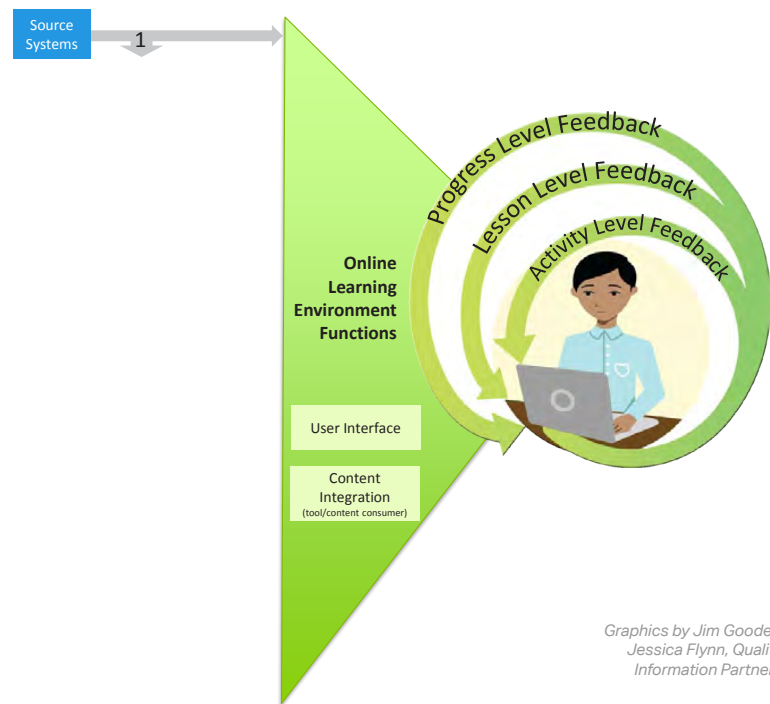 Source
Systems
1
Progress Level Feedback
Lesson Level Feedback
Activity Level Feedback
Online
Learning
Environment
Functions
User Interface
Content
Integration
(tool/content consumer)
Graphics by Jim Goode
Jessica Flynn, Quali
Information Partner